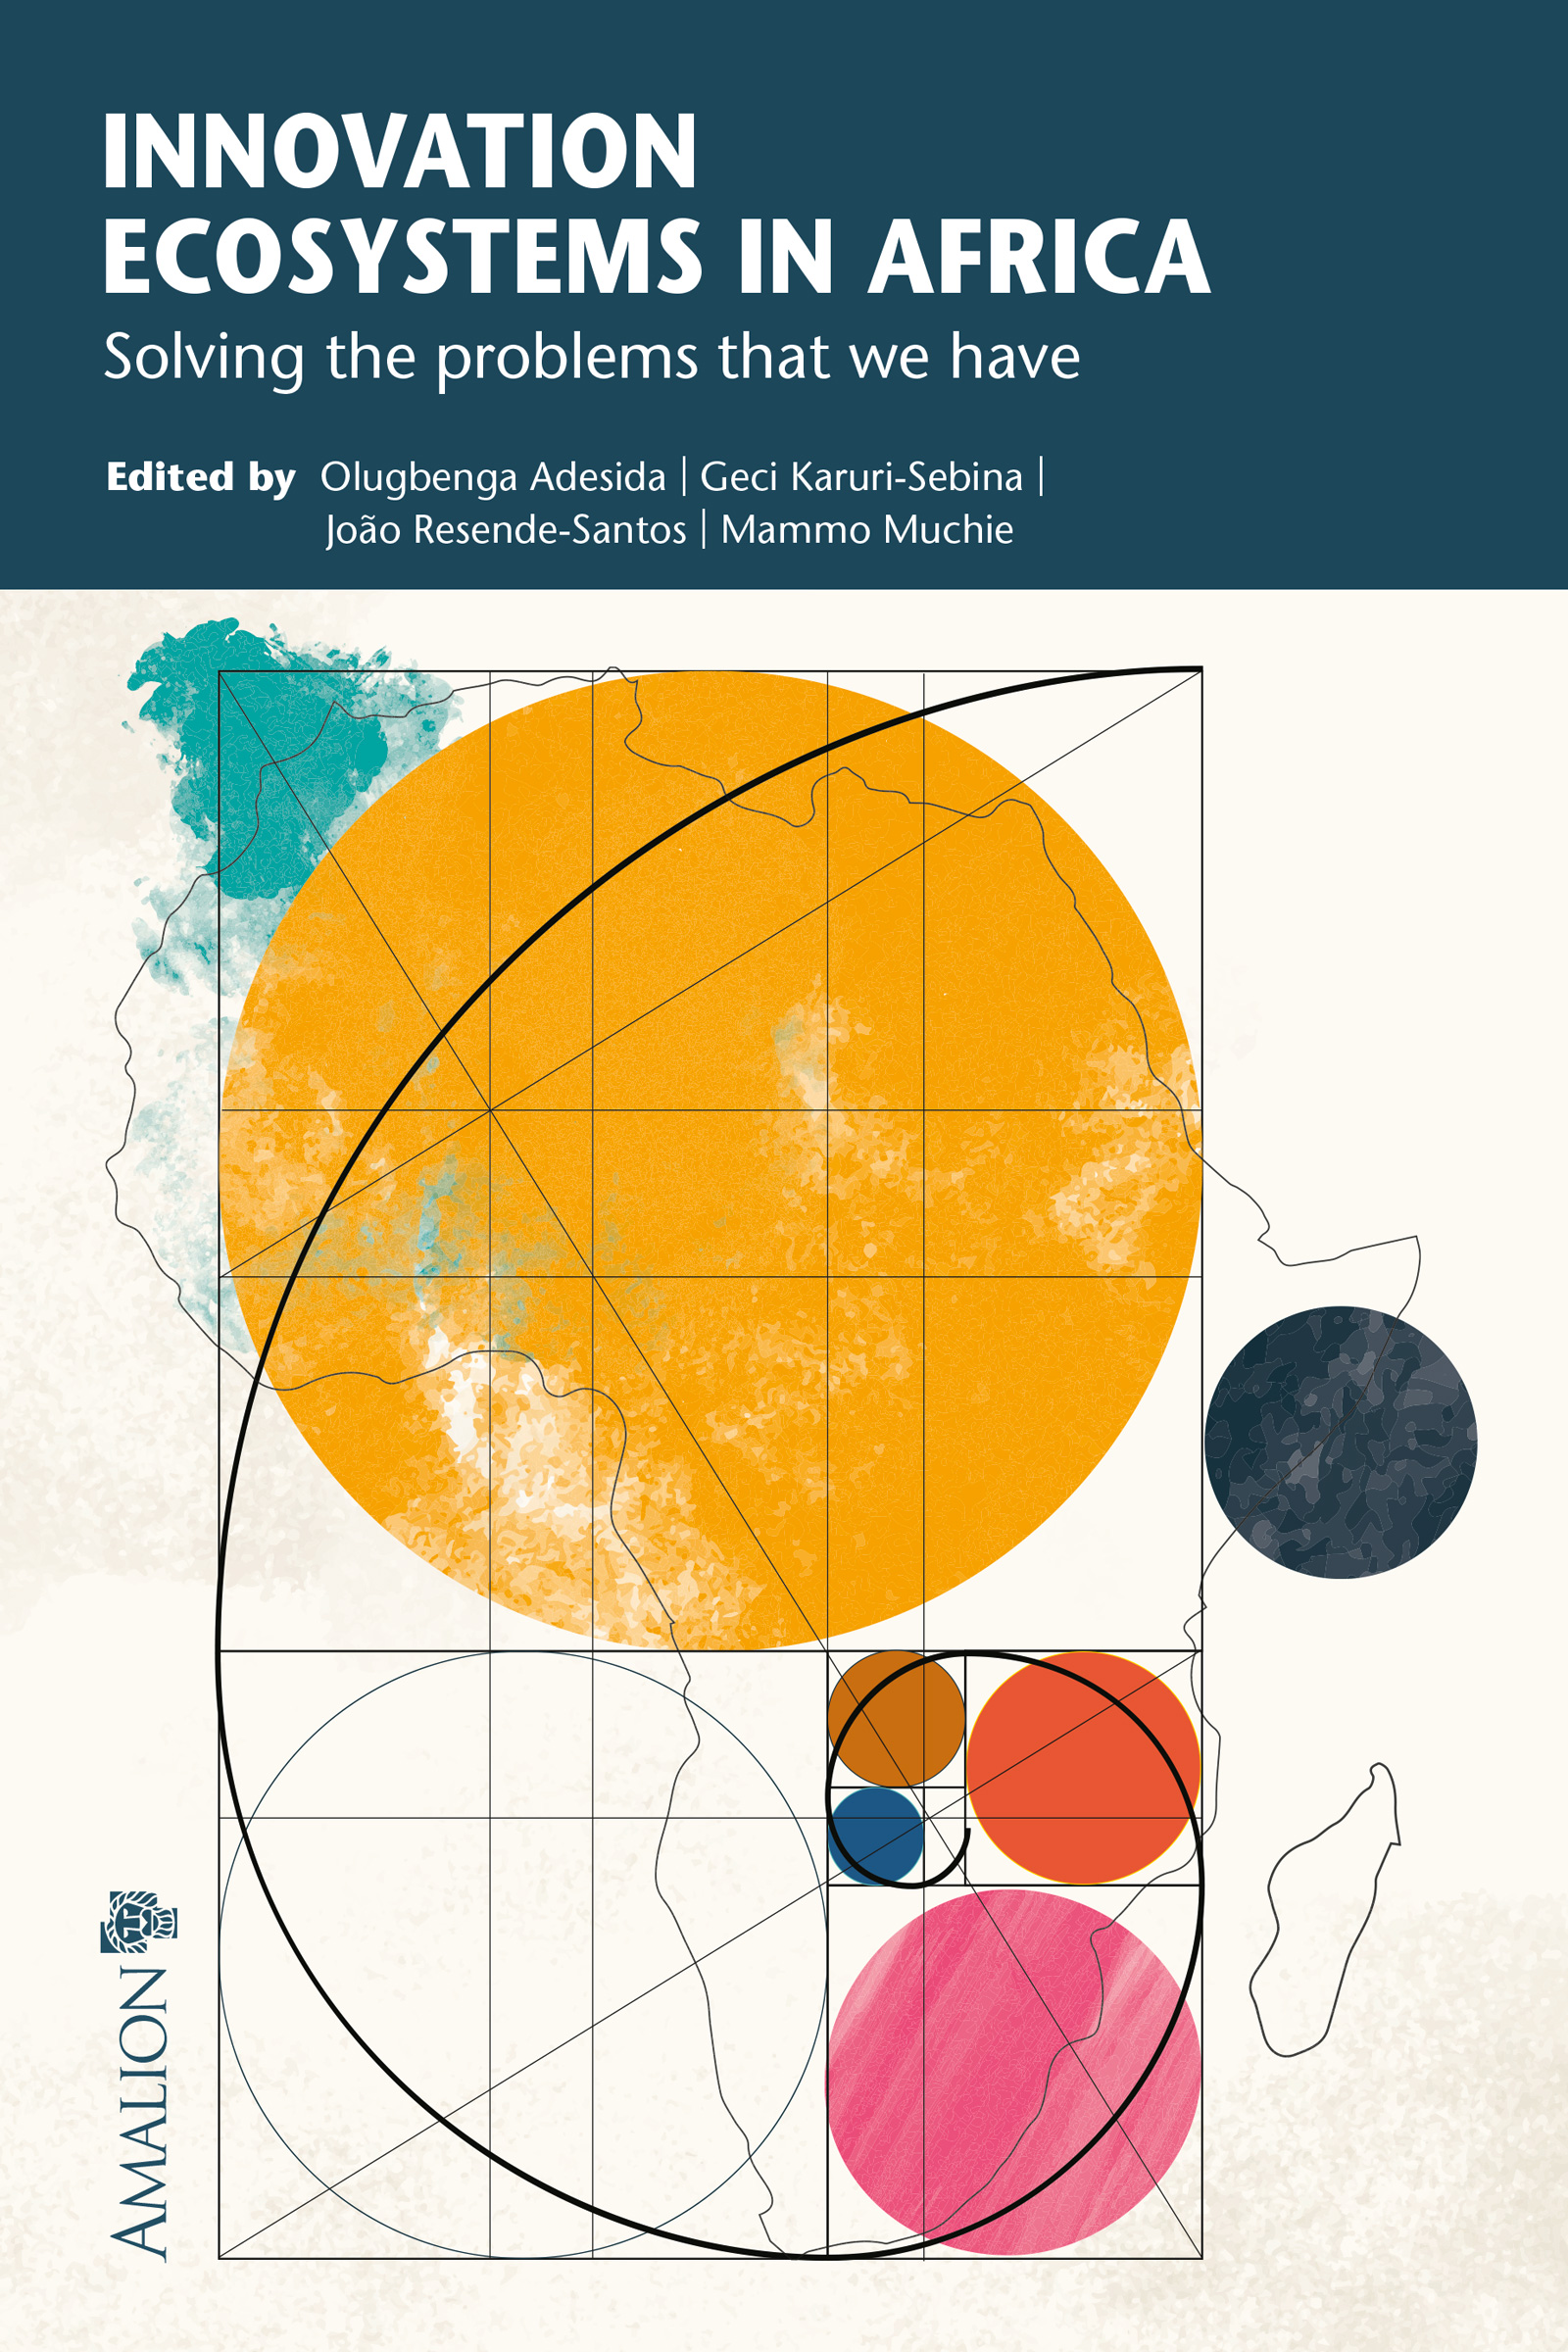 INNOVATION
ECOSYSTEMS IN AFRICA
Solving the problems that we have
Edited by Olugbenga Adesida | Geci Karuri-Sebina |
João Resende-Santos | Mammo Muchie
AMALION